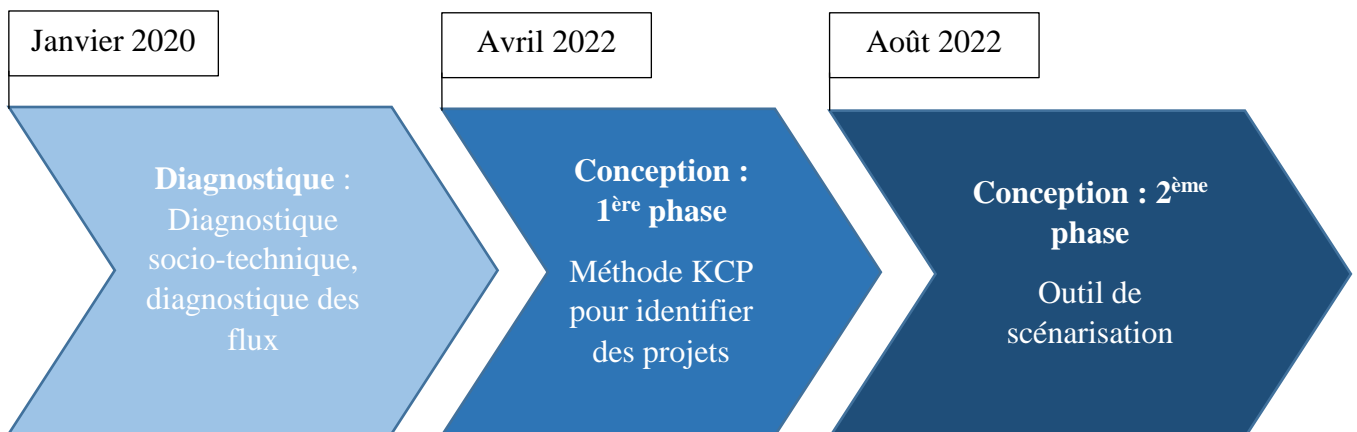 Janvier 2020
Avril 2022
Août 2022
Diagnostique :
Diagnostique
socio-technique,
diagnostique des
flux
Conception :
1ère phase
Méthode KCP
pour identifier
des projets
Conception : 2ème
phase
Outil de
scénarisation